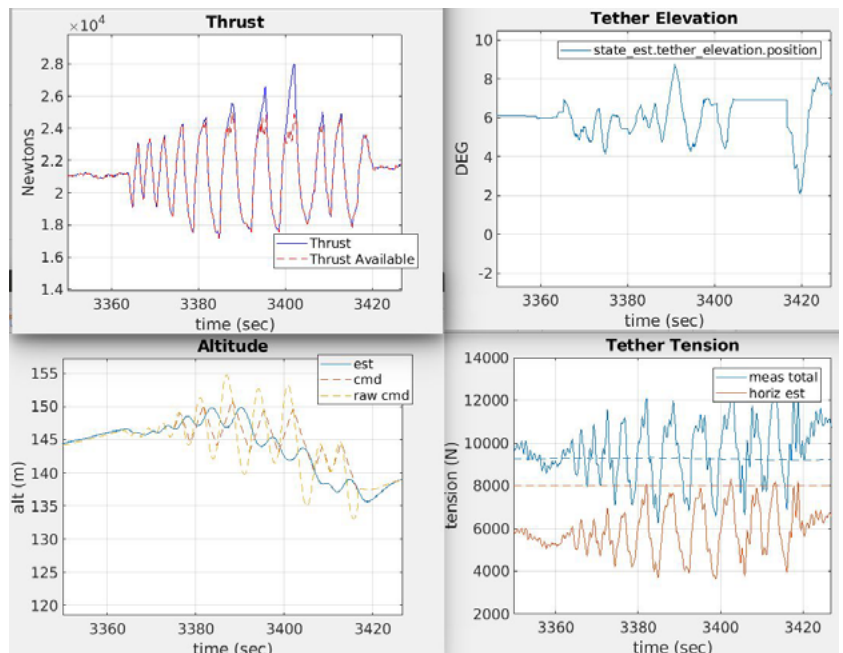 Thrust
×10⁴
2.8
2.6
2.4
2.2
2
1.8
1.6
1.4
Newtons
Thrust
Thrust Available
3360
3380
3400
3420
time (sec)
Tether Elevation
state_est.tether_elevation.position
10
8
6
4
2
0
-2
DEG
3360
3380
3400
3420
time (sec)
Altitude
est
cmd
raw cmd
155
150
145
140
135
130
125
120
alt (m)
3360
3380
3400
3420
time (sec)
Tether Tension
meas total
horiz est
14000
12000
10000
8000
6000
4000
2000
tension (N)
3360
3380
3400
3420
time (sec)